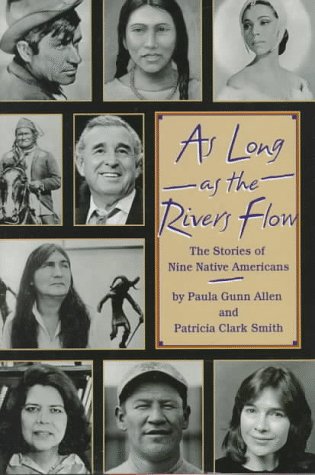 As Long
as the
Rivers Flow
The Stories of
Nine Native Americans
by Paula Gunn Allen
and
Patricia Clark Smith